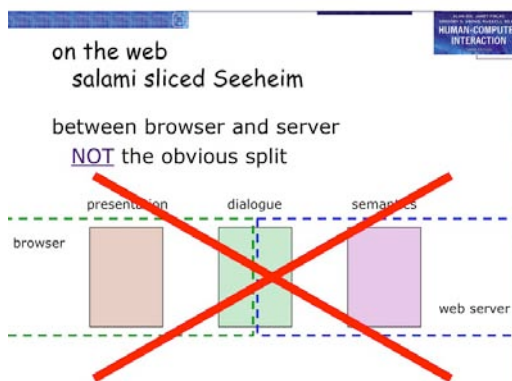 HUMAN-COMPUTER
INTERACTION
on the web
salami sliced Seeheim
between browser and server
NOT the obvious split
presentation dialogue semantics
browser
web server